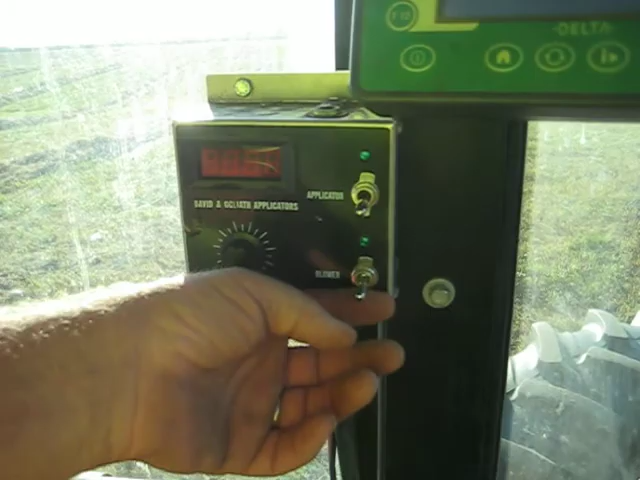 DELTA
APPLICATOR
DAVID & GOLIATH APPLICATORS
BLOWER